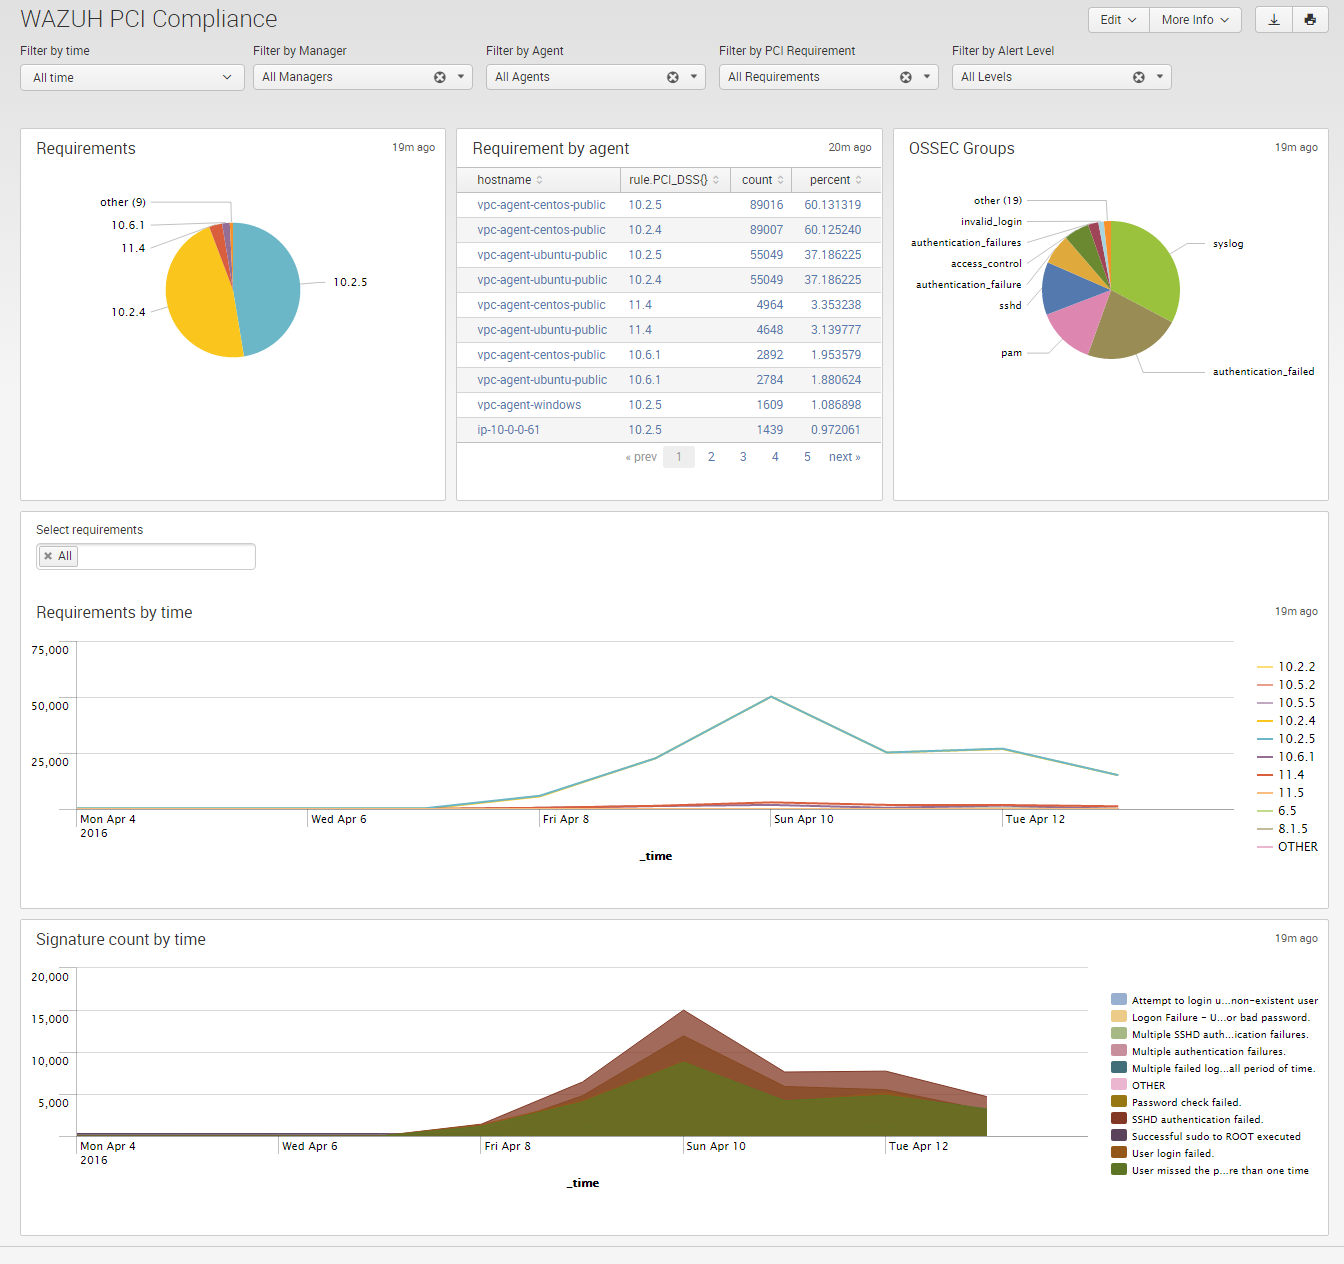 WAZUH PCI Compliance
Edit
More Info
Filter by time
Filter by Manager
Filter by Agent
Filter by PCI Requirement
Filter by Alert Level
All time
All Managers
All Agents
All Requirements
All Levels
Requirements
19m ago
other (9)
10.6.1
11.4
10.2.5
10.2.4
Requirement by agent
20m ago
hostname rule.PCI_DSS{} count percent
vpc-agent-centos-public 10.2.5 89016 60.131319
vpc-agent-centos-public 10.2.4 89007 60.125240
vpc-agent-ubuntu-public 10.2.5 55049 37.186225
vpc-agent-ubuntu-public 10.2.4 55049 37.186225
vpc-agent-centos-public 11.4 4964 3.353238
vpc-agent-ubuntu-public 11.4 4648 3.139777
vpc-agent-centos-public 10.6.1 2892 1.953579
vpc-agent-ubuntu-public 10.6.1 2784 1.880624
vpc-agent-windows 10.2.5 1609 1.086898
ip-10-0-0-61 10.2.5 1439 0.972061
« prev 1 2 3 4 5 next »
OSSEC Groups
19m ago
other (19)
invalid_login
authentication_failures
syslog
access_control
authentication_failure
sshd
pam
authentication_failed
Select requirements
All
Requirements by time
19m ago
75,000
50,000
25,000
Mon Apr 4
2016
Wed Apr 6
Fri Apr 8
Sun Apr 10
Tue Apr 12
_time
10.2.2
10.5.2
10.5.5
10.2.4
10.2.5
10.6.1
11.4
11.5
6.5
8.1.5
OTHER
Signature count by time
19m ago
20,000
15,000
10,000
5,000
Mon Apr 4
2016
Wed Apr 6
Fri Apr 8
Sun Apr 10
Tue Apr 12
_time
Attempt to login u...non-existent user
Logon Failure - U...or bad password.
Multiple SSHD auth...ication failures.
Multiple authentication failures.
Multiple failed log...all period of time.
OTHER
Password check failed.
SSHD authentication failed.
Successful sudo to ROOT executed
User login failed.
User missed the p...re than one time